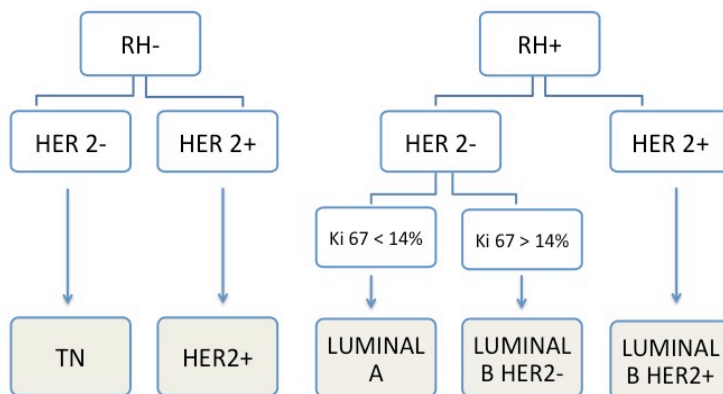 RH-
RH+
HER 2-
HER 2+
HER 2-
HER 2+
Ki 67 < 14%
Ki 67 > 14%
TN
HER2+
LUMINAL
A
LUMINAL
B HER2-
LUMINAL
B HER2+